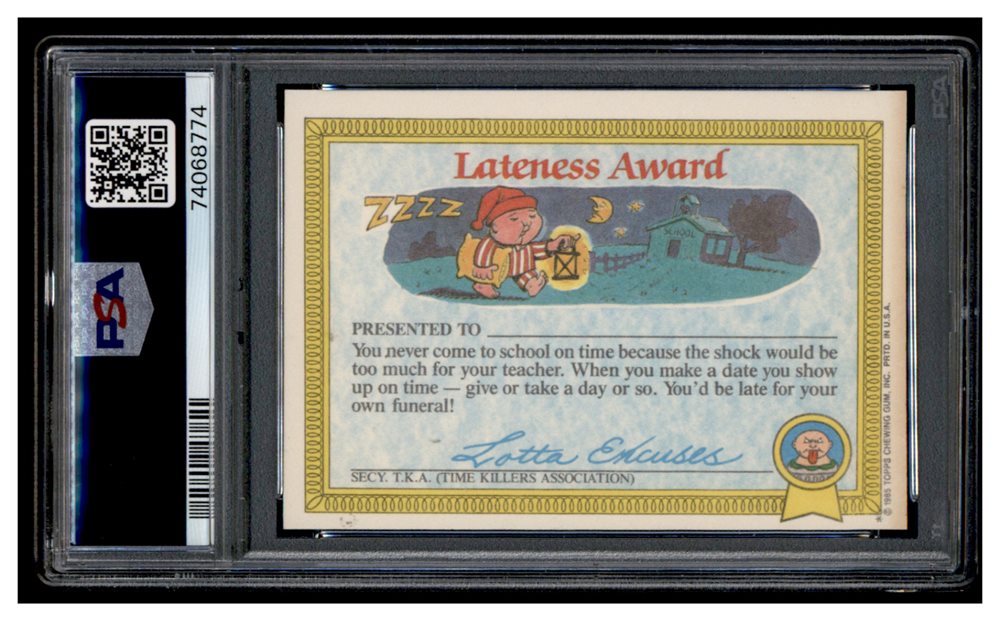 74068774
PSA
PSA
Lateness Award
ZZZZ
SCHOOL
PRESENTED TO
You never come to school on time because the shock would be
too much for your teacher. When you make a date you show
up on time — give or take a day or so. You'd be late for your
own funeral!
Lotta Excuses
SECY. T.K.A. (TIME KILLERS ASSOCIATION)
* © 1985 TOPPS CHEWING GUM, INC. PRTD. IN U.S.A.